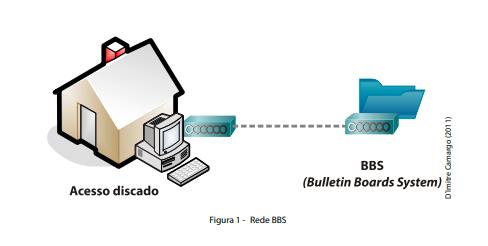 Acesso discado
BBS
(Bulletin Boards System)
D'Imitre Camargo (2011)
Figura 1 - Rede BBS